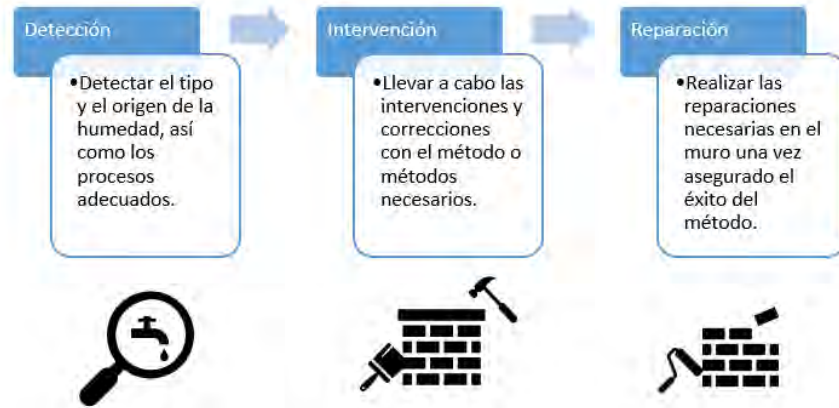 Detección
•Detectar el tipo
y el origen de la
humedad, así
como los
procesos
adecuados.
Intervención
•Llevar a cabo las
intervenciones y
correcciones
con el método o
métodos
necesarios.
Reparación
•Realizar las
reparaciones
necesarias en el
muro una vez
asegurado el
éxito del
método.